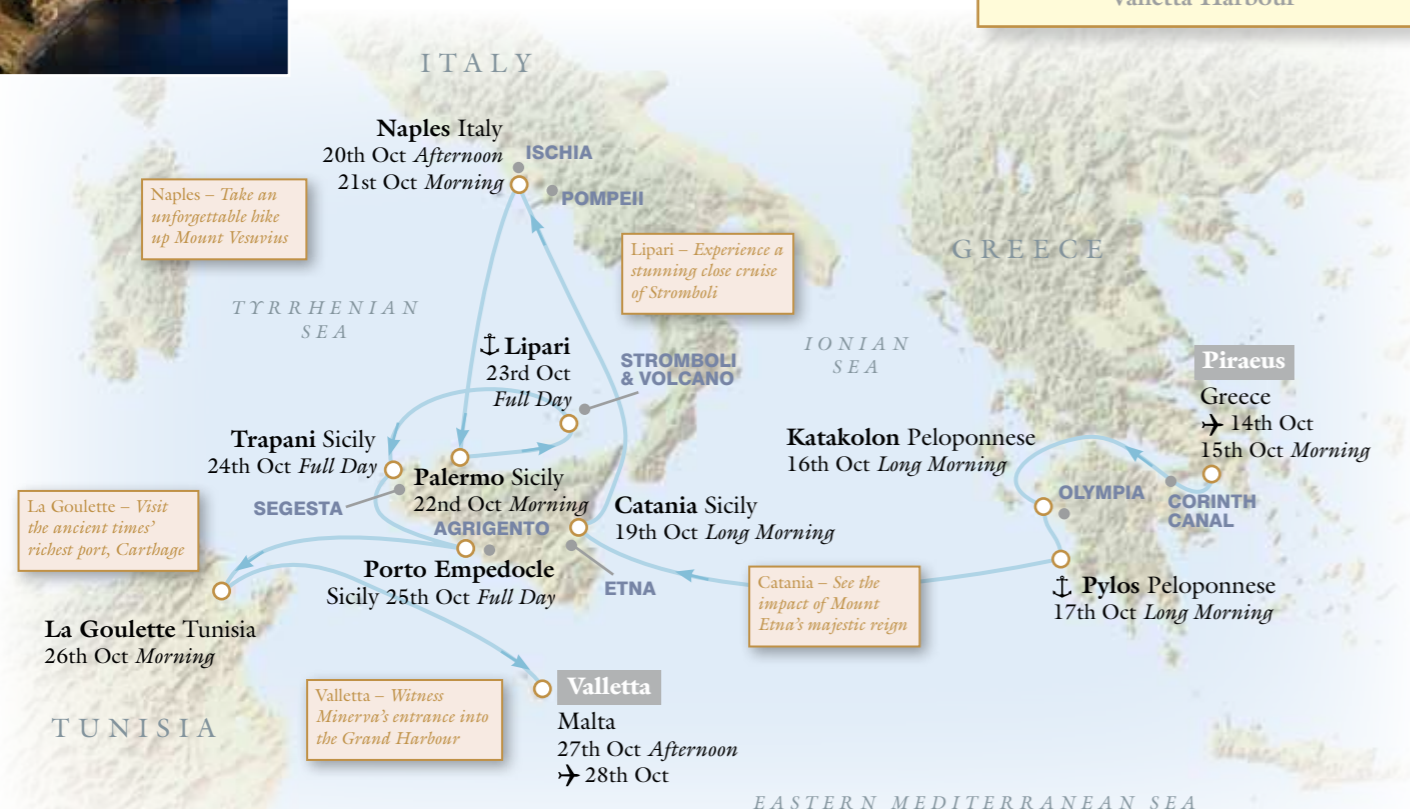 Valletta Harbour
ITALY
Naples Italy
20th Oct Afternoon
21st Oct Morning
ISCHIA
POMPEII
Naples – Take an
unforgettable hike
up Mount Vesuvius
Lipari – Experience a
stunning close cruise
of Stromboli
GREECE
TYRRHENIAN
SEA
IONIAN
SEA
Lipari
23rd Oct
Full Day
STROMBOLI
& VOLCANO
Piraeus
Greece
14th Oct
15th Oct Morning
Trapani Sicily
24th Oct Full Day
Palermo Sicily
22nd Oct Morning
Katakolon Peloponnese
16th Oct Long Morning
OLYMPIA
CORINTH
CANAL
SEGESTA
AGRIGENTO
Catania Sicily
19th Oct Long Morning
La Goulette – Visit
the ancient times’
richest port, Carthage
Porto Empedocle
Sicily 25th Oct Full Day
ETNA
Catania – See the
impact of Mount
Etna’s majestic reign
Pylos Peloponnese
17th Oct Long Morning
La Goulette Tunisia
26th Oct Morning
Valletta – Witness
Minerva’s entrance into
the Grand Harbour
Valletta
Malta
27th Oct Afternoon
28th Oct
TUNISIA
EASTERN MEDITERRANEAN SEA